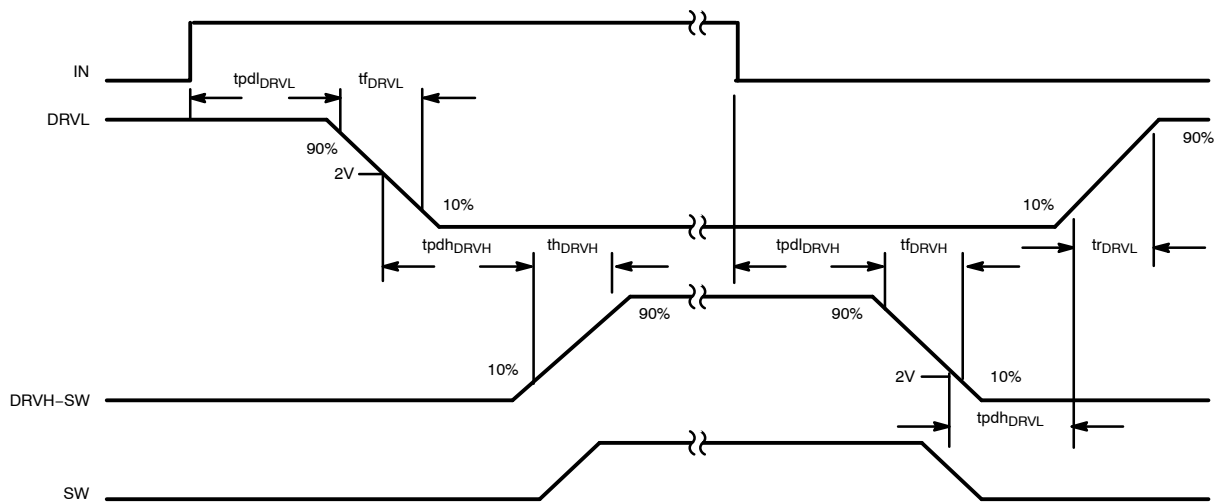 IN
tpdlDRVL
tfDRVL
DRVL
90%
90%
2V
10%
10%
tpdhDRVH
thDRVH
tpdlDRVH
tfDRVH
trDRVL
90%
90%
10%
2V
10%
DRVH−SW
tpdhDRVL
SW